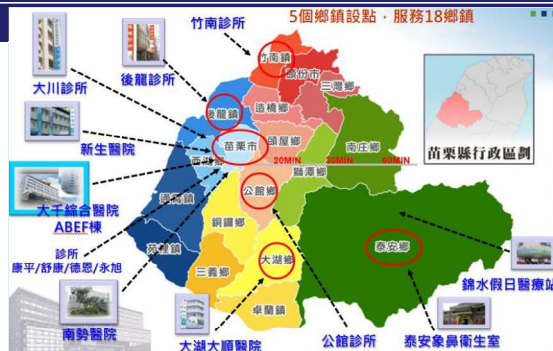 5個鄉鎮設點，服務18鄉鎮
竹南診所
竹南鎮
頭份市
三灣鄉
後龍診所
大川診所
造橋鄉
後龍鎮
頭屋鄉
南庄鄉
苗栗縣行政區劃
新生醫院
苗栗市
20MIN
30MIN
60MIN
西湖鄉
獅潭鄉
大千綜合醫院
ABEF棟
公館鄉
通霄鎮
銅鑼鄉
診所
康平/舒康/德恩/永旭
苑裡鎮
大湖鄉
泰安鄉
三義鄉
錦水假日醫療站
卓蘭鎮
南勢醫院
大湖大順醫院
公館診所
泰安象鼻衛生室